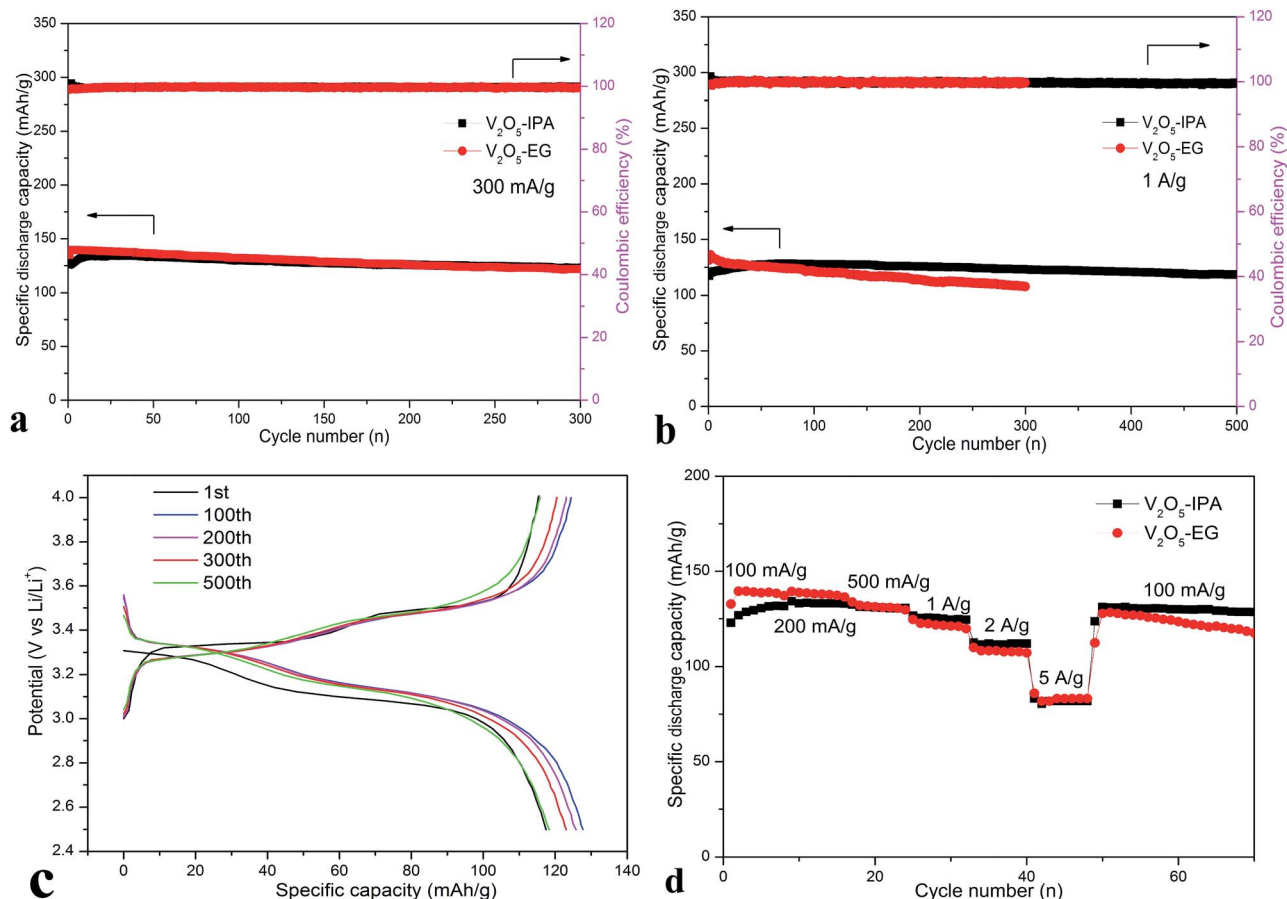 350
300
250
200
150
100
50
0
Specific discharge capacity (mAh/g)
0 50 100 150 200 250 300
Cycle number (n)
120
100
80
60
40
20
0
Coulombic efficiency (%)
V₂O₅-IPA
V₂O₅-EG
300 mA/g
a
350
300
250
200
150
100
50
0
Specific discharge capacity (mAh/g)
0 100 200 300 400 500
Cycle number (n)
120
100
80
60
40
20
0
Coulombic efficiency (%)
V₂O₅-IPA
V₂O₅-EG
1 A/g
b
4.0
3.8
3.6
3.4
3.2
3.0
2.8
2.6
2.4
Potential (V vs Li/Li⁺)
1st
100th
200th
300th
500th
0 20 40 60 80 100 120 140
Specific capacity (mAh/g)
c
200
150
100
50
0
Specific discharge capacity (mAh/g)
V₂O₅-IPA
V₂O₅-EG
100 mA/g
200 mA/g
500 mA/g
1 A/g
2 A/g
5 A/g
100 mA/g
0 20 40 60
Cycle number (n)
d